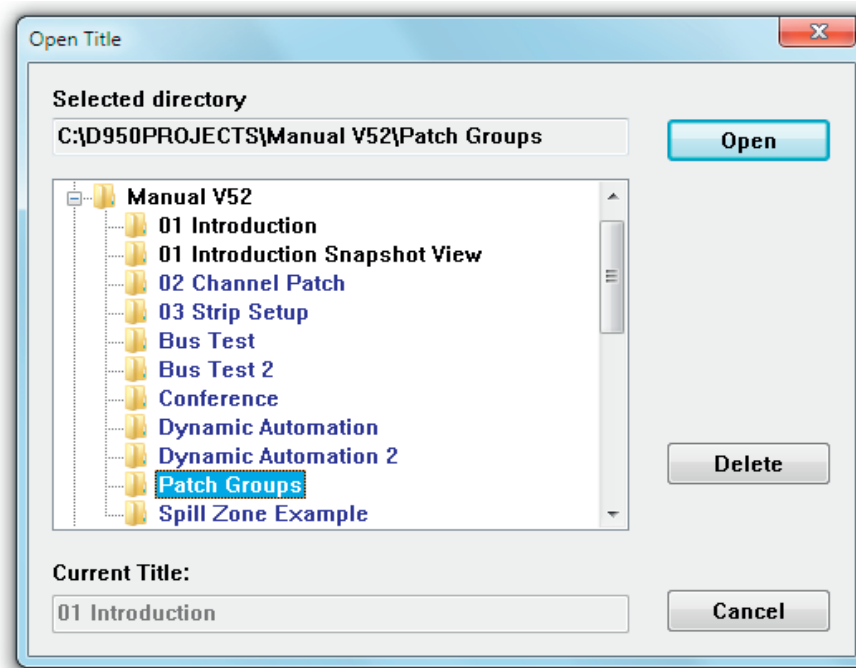 Open Title
Selected directory
C:\D950PROJECTS\Manual V52\Patch Groups
Open
Manual V52
01 Introduction
01 Introduction Snapshot View
02 Channel Patch
03 Strip Setup
Bus Test
Bus Test 2
Conference
Dynamic Automation
Dynamic Automation 2
Delete
Patch Groups
Spill Zone Example
Current Title:
01 Introduction
Cancel